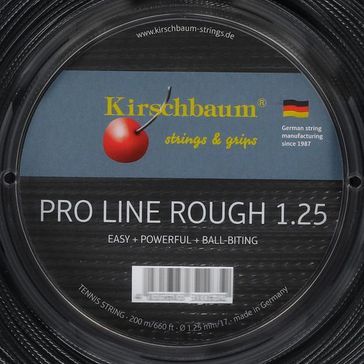 www.kirschbaum-strings.de
Kirschbaum®
strings & grips
German string
manufacturing
since 1987
PRO LINE ROUGH 1.25
EASY + POWERFUL + BALL-BITING
TENNIS STRING · 200 m/660 ft · Ø 1.25 mm/17 · made in Germany